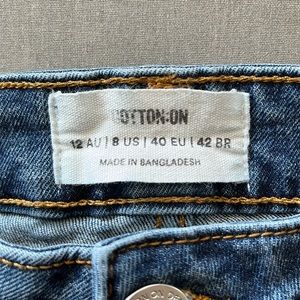 COTTON:ON
12 AU | 8 US | 40 EU | 42 BR
MADE IN BANGLADESH